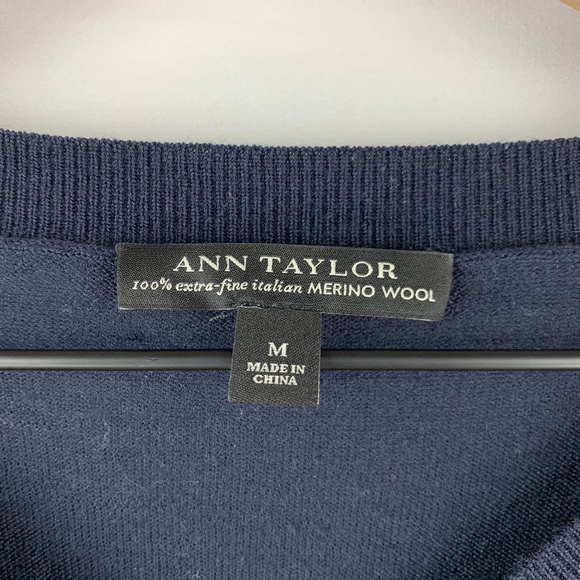 ANN TAYLOR
100% extra-fine italian MERINO WOOL
M
MADE IN
CHINA